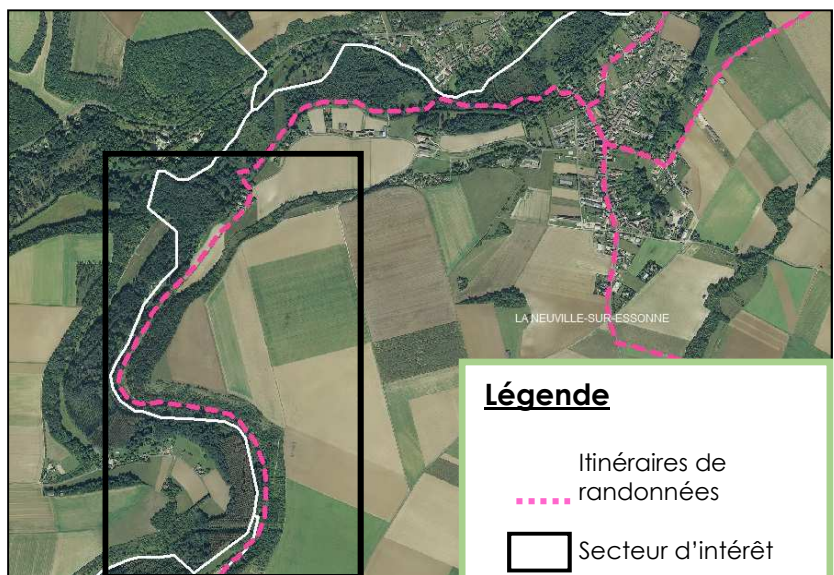 LA NEUVILLE-SUR-ESSONNE
Légende
Itinéraires de
randonnées
Secteur d'intérêt